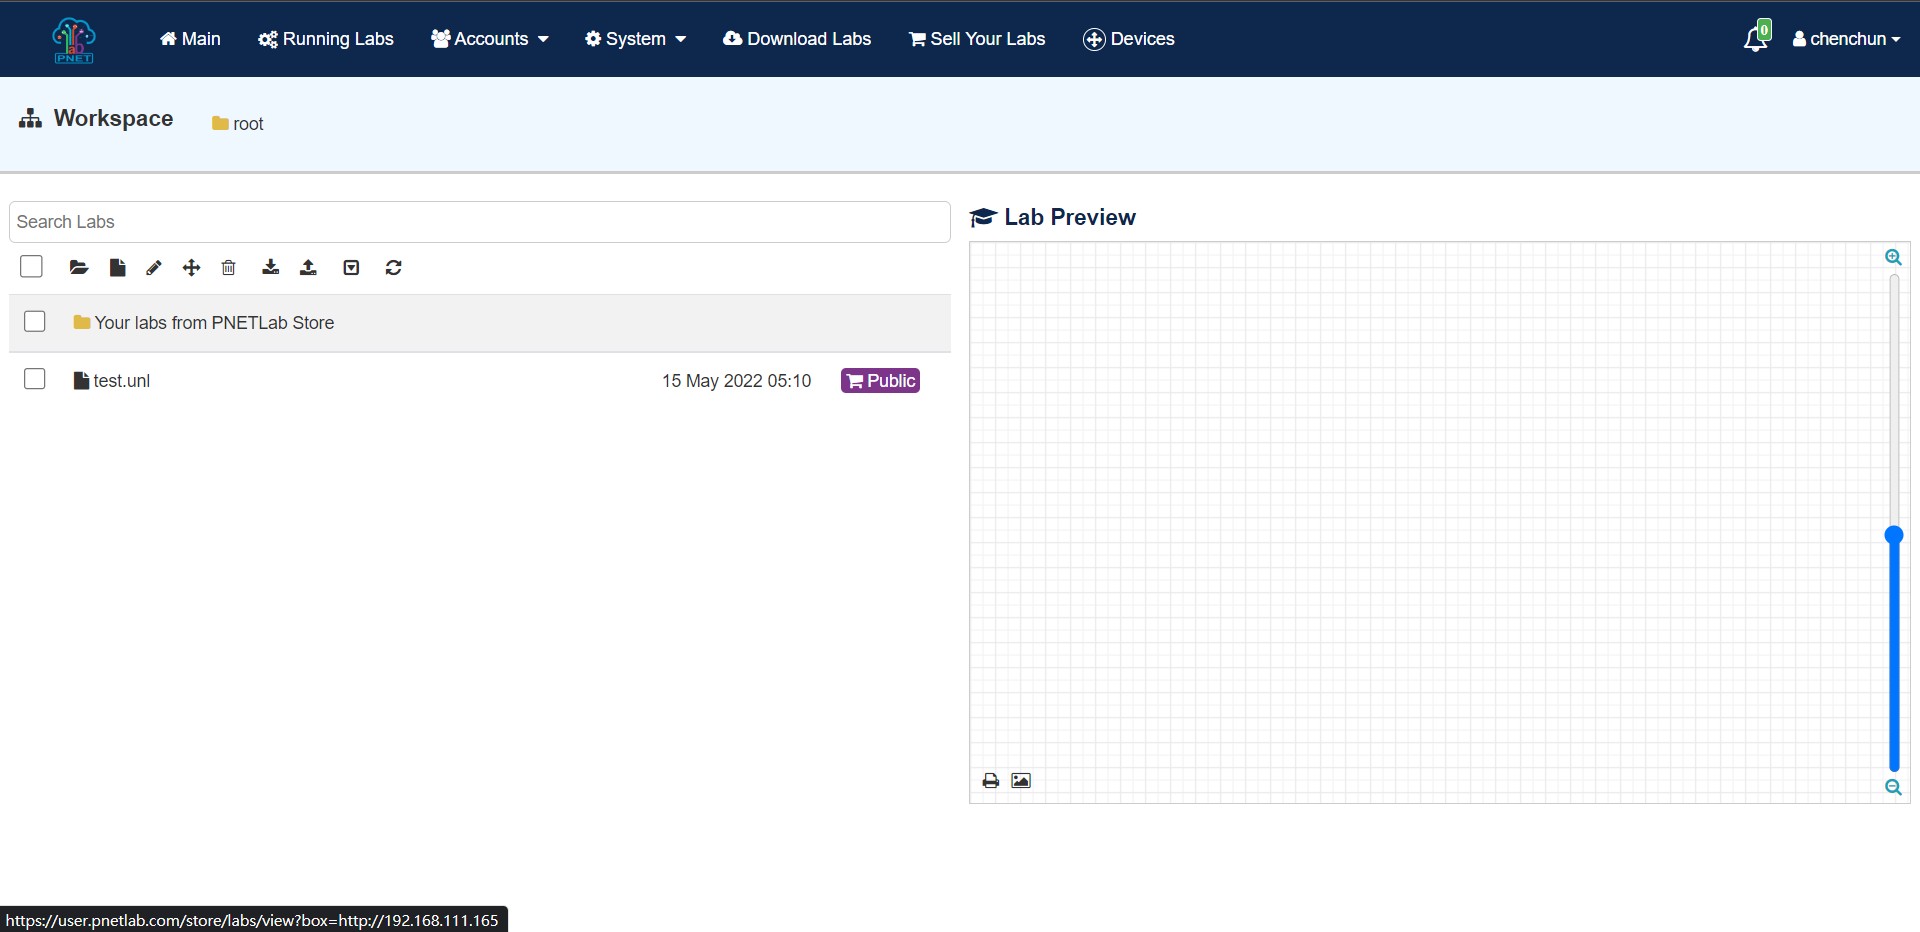 lab
PNET
Main
Running Labs
Accounts
System
Download Labs
Sell Your Labs
Devices
0
chenchun
Workspace
root
Search Labs
Lab Preview
Your labs from PNETLab Store
test.unl
15 May 2022 05:10
Public
https://user.pnetlab.com/store/labs/view?box=http://192.168.111.165